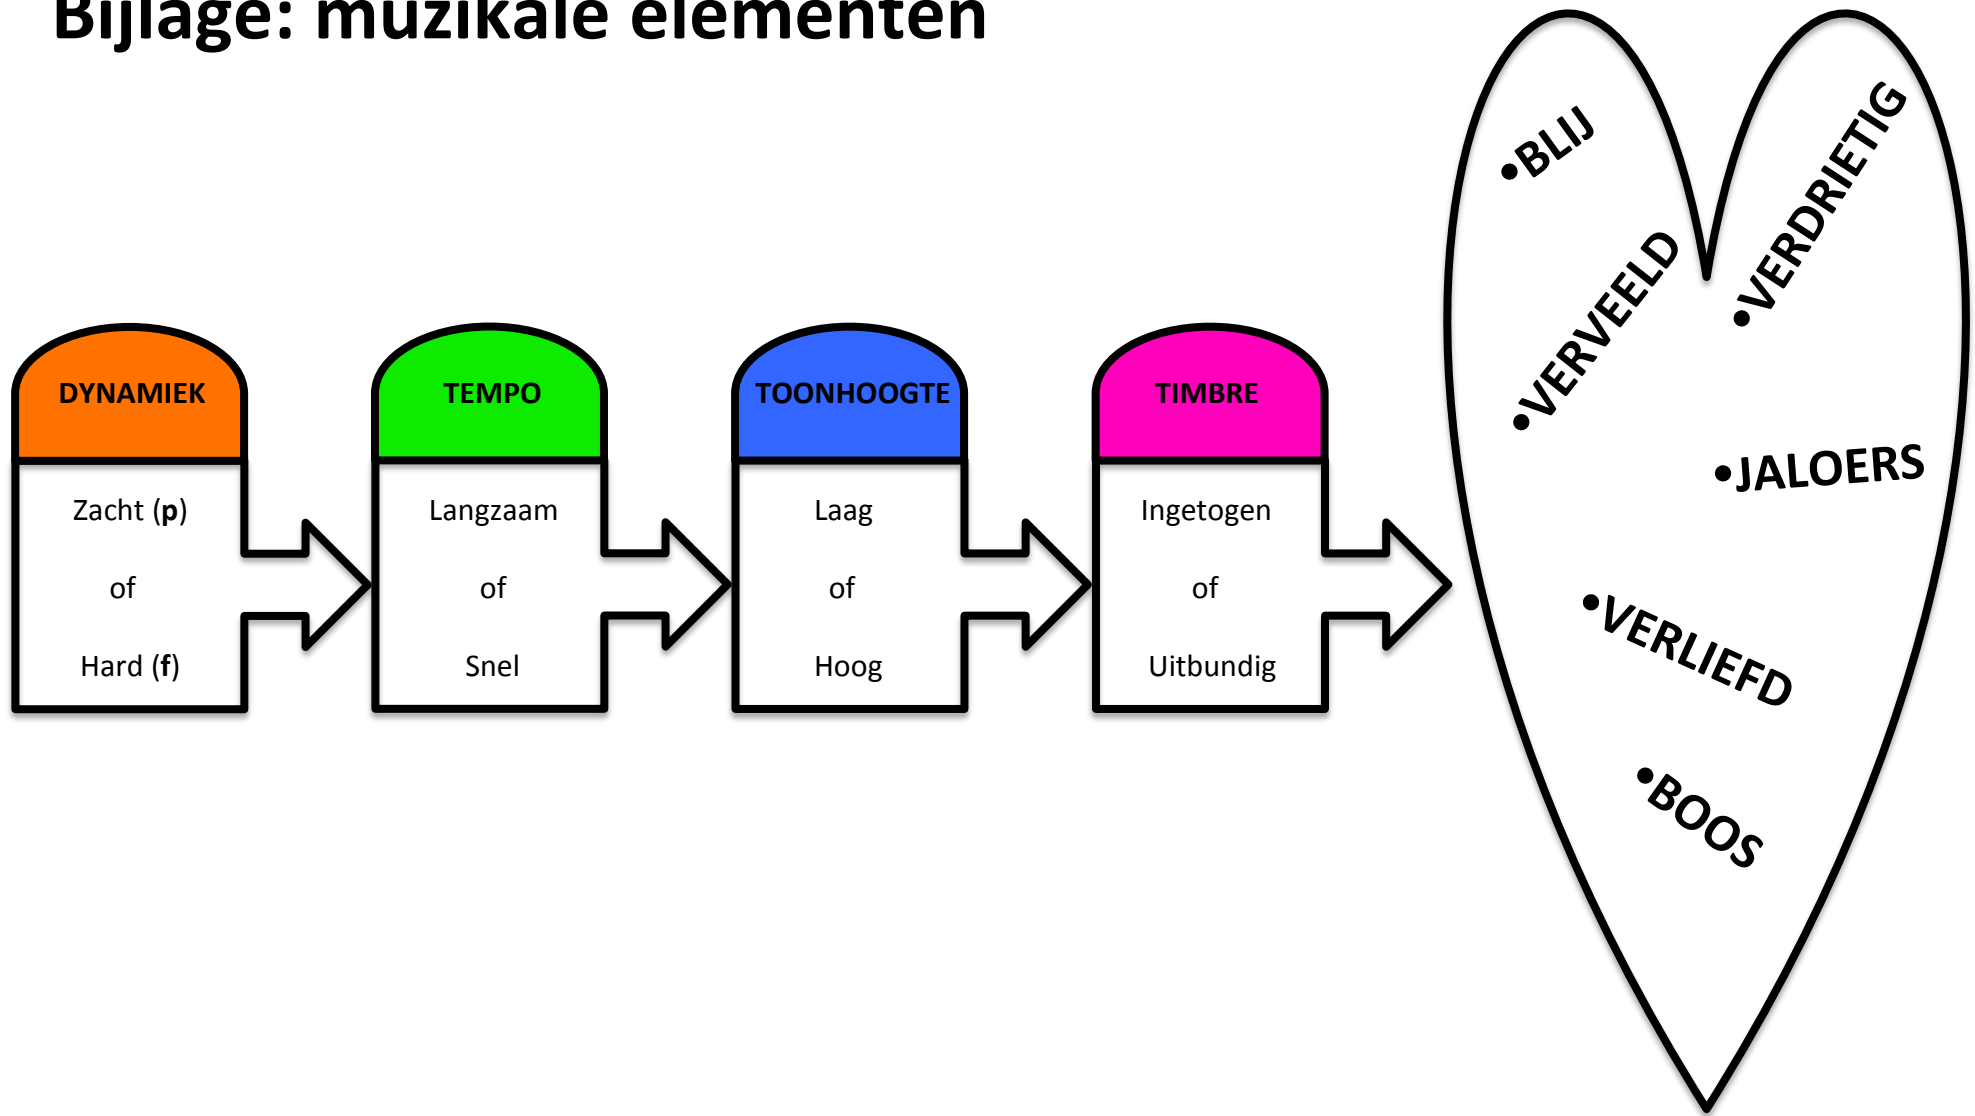 Bijlage: muzikale elementen
DYNAMIEK
Zacht (p)
of
Hard (f)
TEMPO
Langzaam
of
Snel
TOONHOOGTE
Laag
of
Hoog
TIMBRE
Ingetogen
of
Uitbundig
•BLIJ
•VERDRIETIG
•VERVEELD
•JALOERS
•VERLIEFD
•BOOS